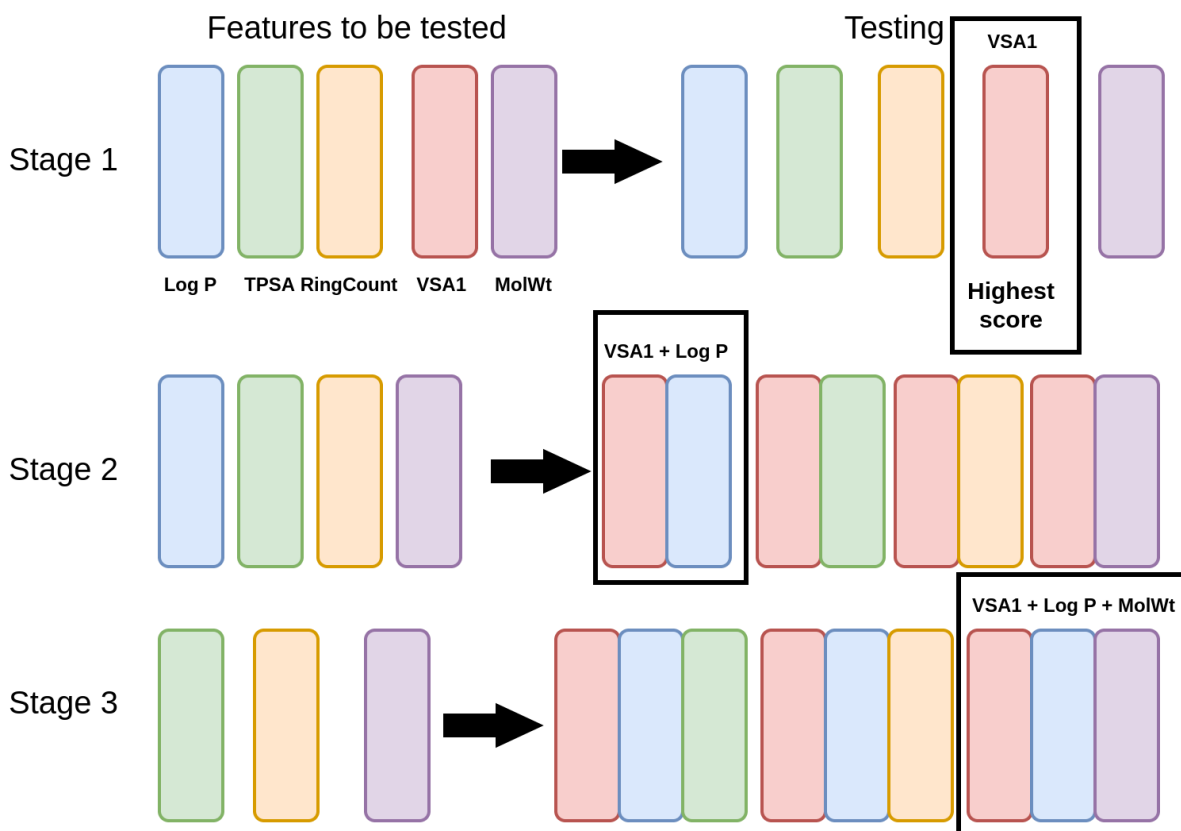 Features to be tested
Testing
VSA1
Stage 1
Log P
TPSA
RingCount
VSA1
MolWt
Highest
score
VSA1 + Log P
Stage 2
VSA1 + Log P + MolWt
Stage 3